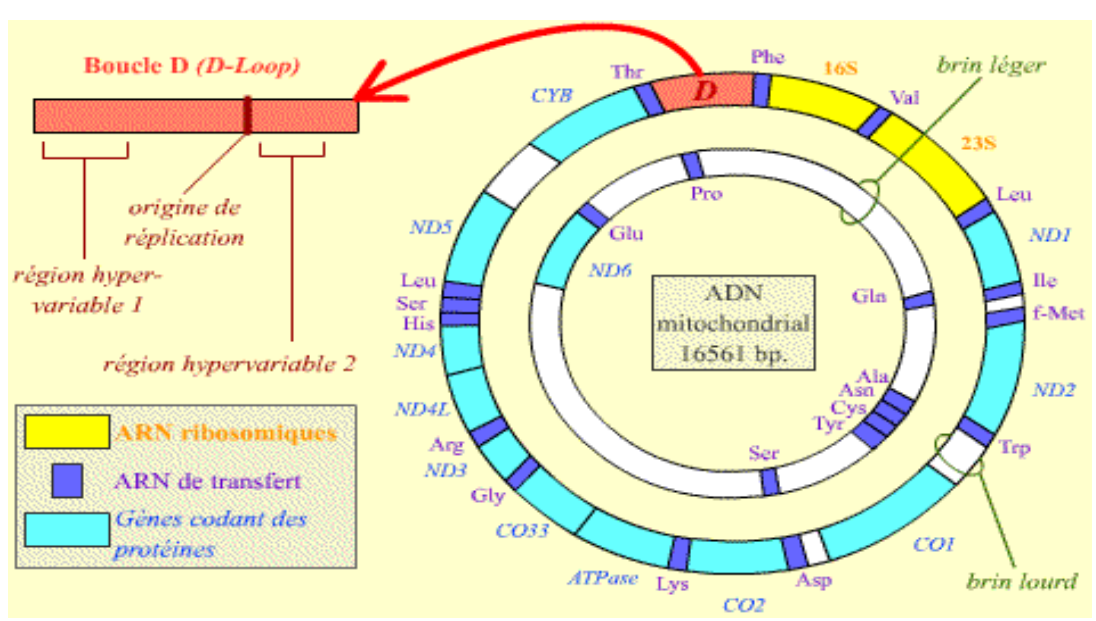 Boucle D (D-Loop)
origine de
réplication
région hyper-
variable 1
région hypervariable 2
ARN ribosomiques
ARN de transfert
Gènes codant des
protéines
D
Phe
16S
Val
23S
Leu
ND1
Ile
f-Met
ND2
Trp
CO1
Asp
CO2
Lys
ATPase
CO33
Gly
ND3
Arg
ND4L
ND4
His
Ser
Leu
ND5
CYB
Thr
brin léger
brin lourd
Pro
Glu
ND6
Gln
Ala
Asn
Cys
Tyr
Ser
ADN
mitochondrial
16561 bp.